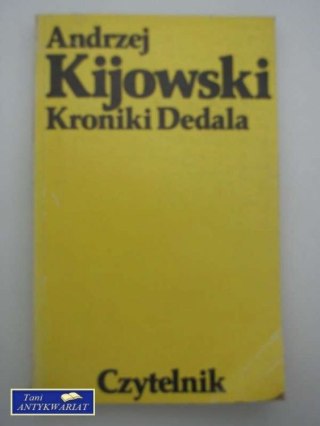 Andrzej
Kijowski
Kroniki Dedala
Czytelnik
Tani
ANTYKWARIAT